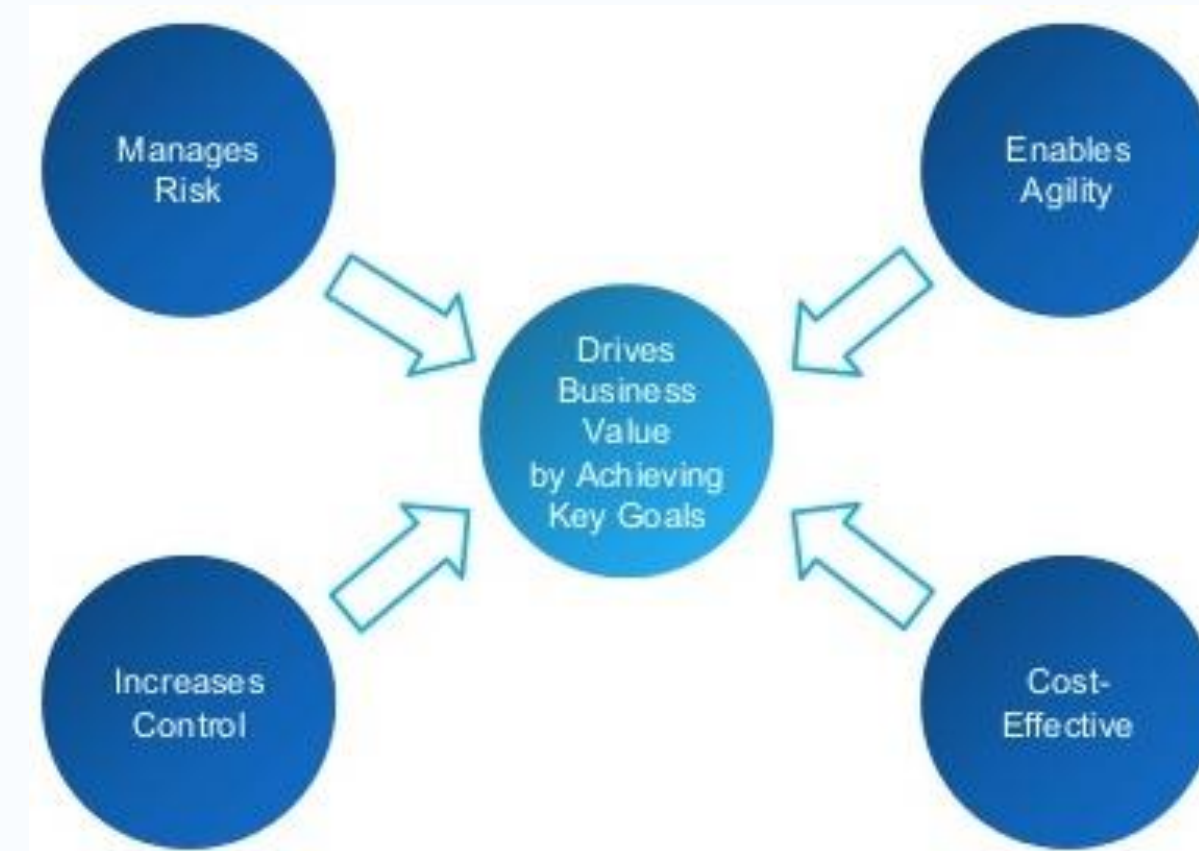 Manages
Risk
Enables
Agility
Drives
Business
Value
by Achieving
Key Goals
Increases
Control
Cost-
Effective